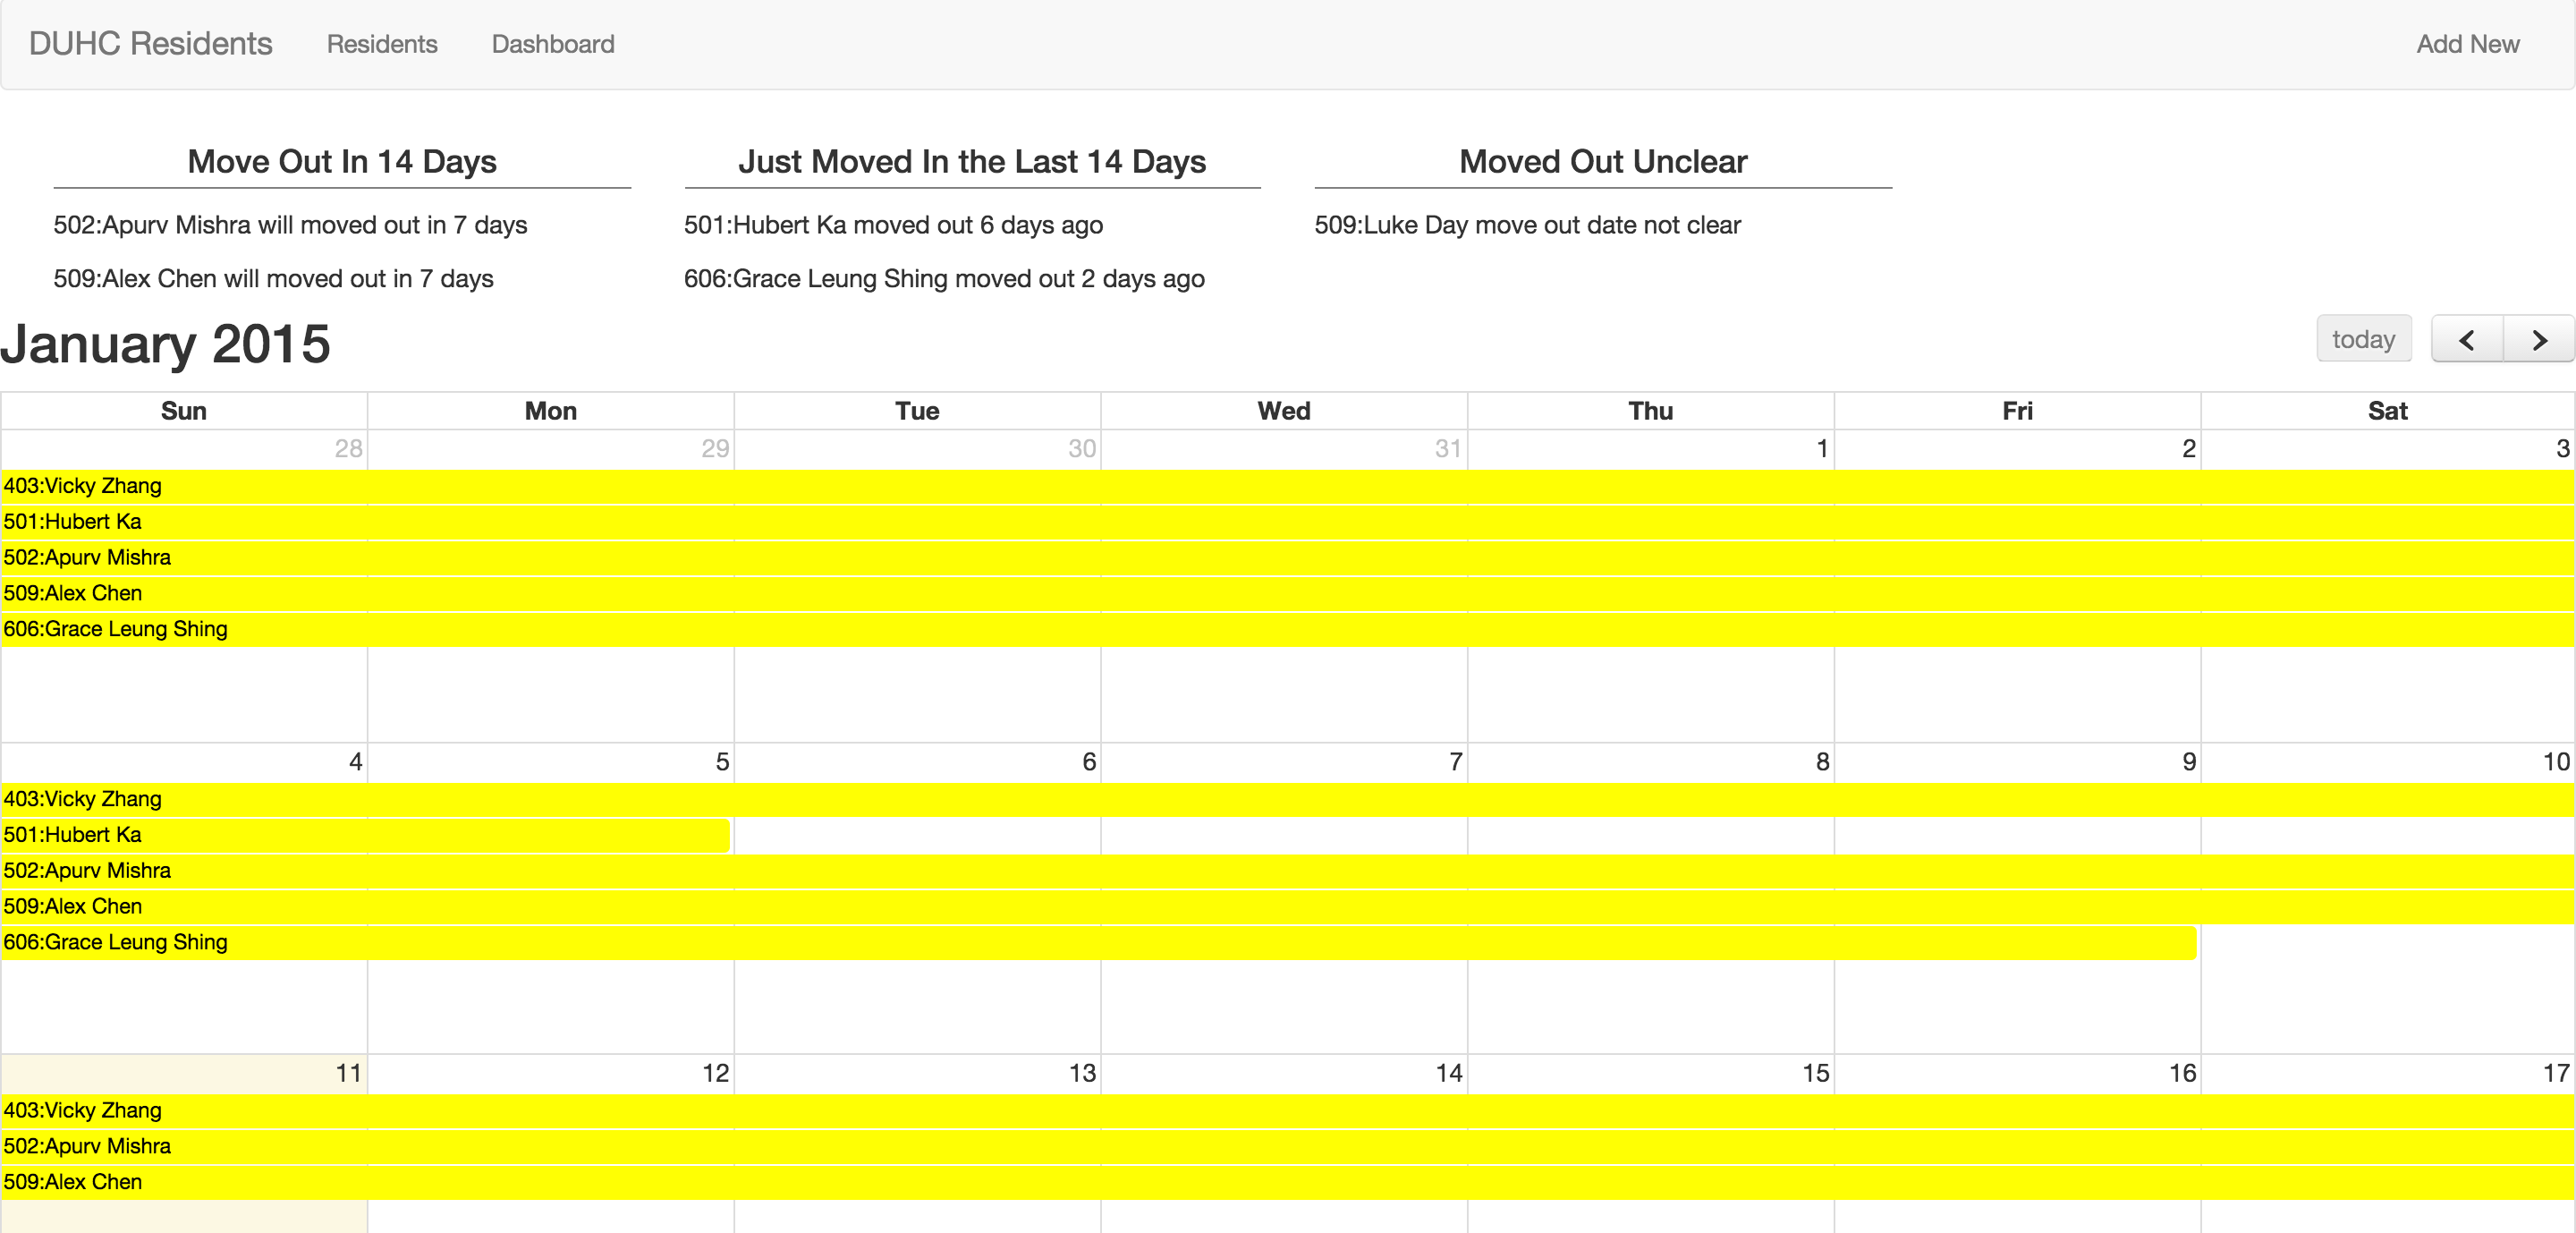 DUHC Residents Residents Dashboard Add New
Move Out In 14 Days
502:Apurv Mishra will moved out in 7 days
509:Alex Chen will moved out in 7 days
Just Moved In the Last 14 Days
501:Hubert Ka moved out 6 days ago
606:Grace Leung Shing moved out 2 days ago
Moved Out Unclear
509:Luke Day move out date not clear
January 2015 today
Sun Mon Tue Wed Thu Fri Sat
28 29 30 31 1 2 3
403:Vicky Zhang
501:Hubert Ka
502:Apurv Mishra
509:Alex Chen
606:Grace Leung Shing
4 5 6 7 8 9 10
403:Vicky Zhang
501:Hubert Ka
502:Apurv Mishra
509:Alex Chen
606:Grace Leung Shing
11 12 13 14 15 16 17
403:Vicky Zhang
502:Apurv Mishra
509:Alex Chen